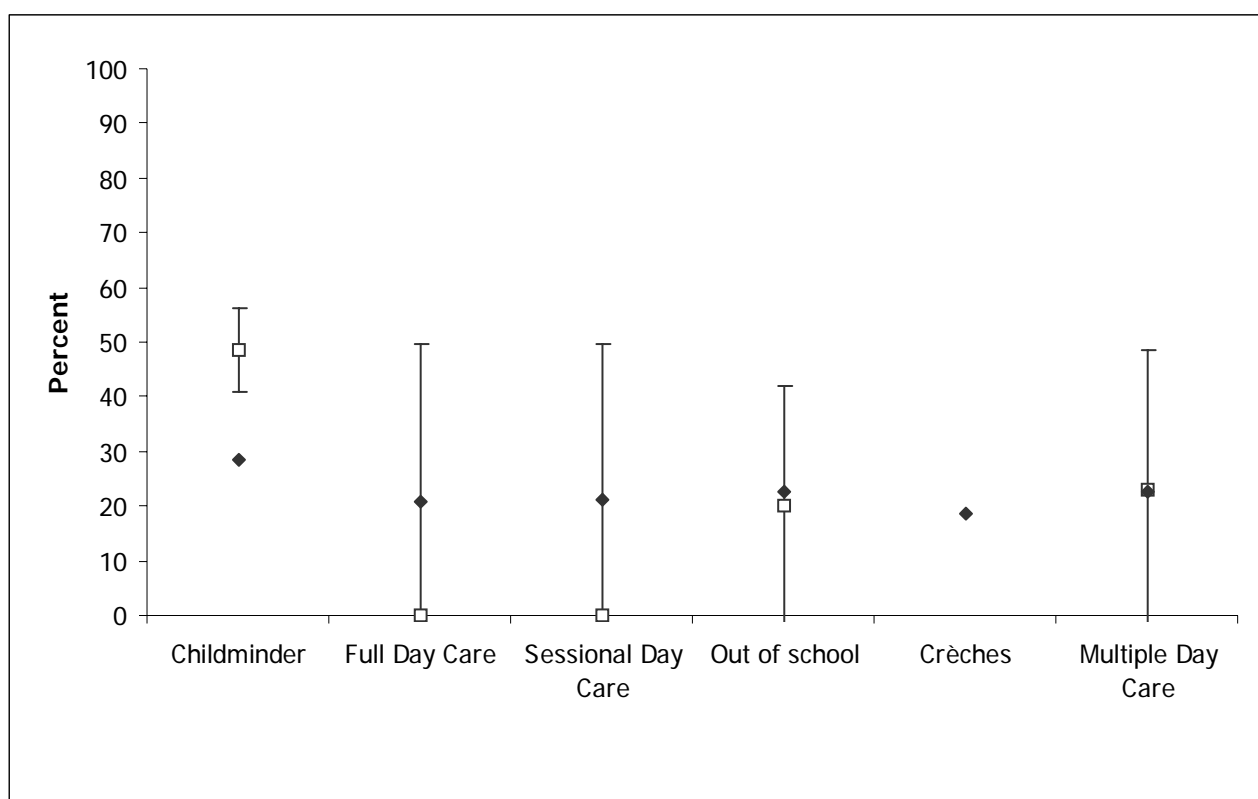 100
90
80
70
60
50
40
30
20
10
0
Percent
Childminder
Full Day Care
Sessional Day
Care
Out of school
Crèches
Multiple Day
Care